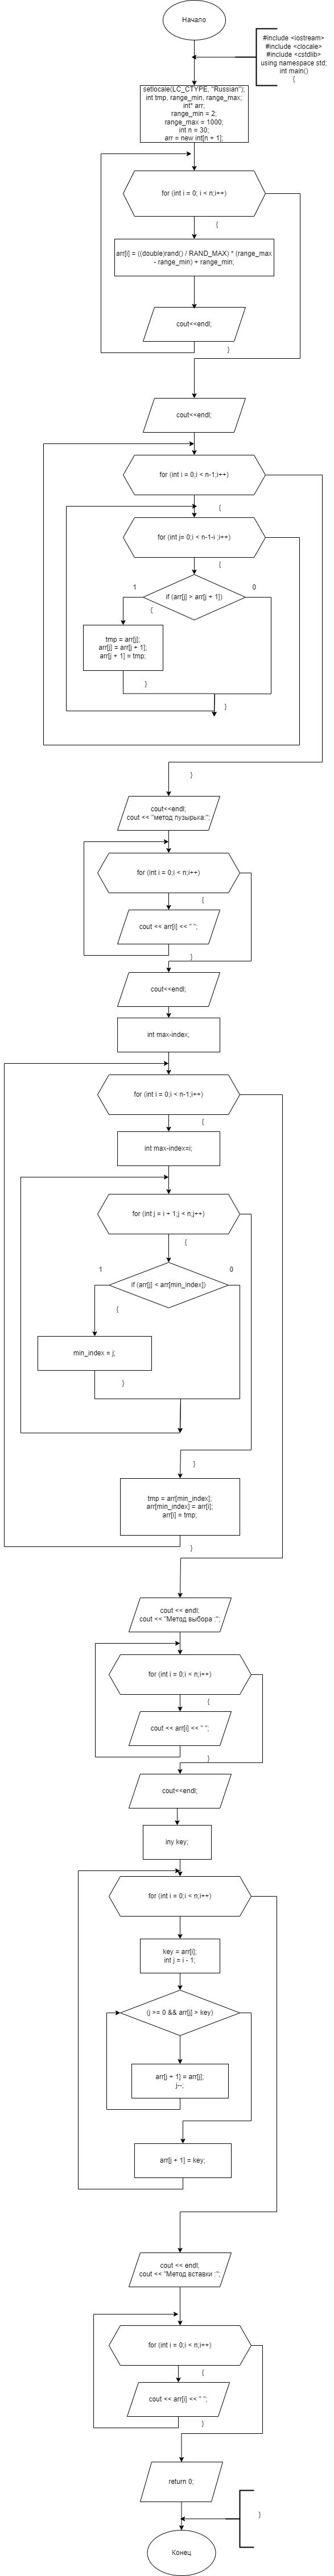 Начало
#include <iostream>
#include <clocale>
#include <cstdlib>
using namespace std;
int main()
{
setlocale(LC_CTYPE, "Russian");
int tmp, range_min, range_max;
int* arr;
range_min = 2;
range_max = 1000;
int n = 30;
arr = new int[n + 1];
for (int i = 0; i < n;i++)
{
arr[i] = ((double)rand() / RAND_MAX) * (range_max
- range_min) + range_min;
cout<<endl;
}
cout<<endl;
for (int i = 0;i < n-1;i++)
{
for (int j= 0;i < n-1-i ;i++)
{
if (arr[j] > arr[j + 1])
1
0
{
tmp = arr[j];
arr[j] = arr[j + 1];
arr[j + 1] = tmp;
}
}
}
cout<<endl;
cout << "метод пузырька:";
for (int i = 0;i < n;i++)
{
cout << arr[i] << " ";
}
cout<<endl;
int max-index;
for (int i = 0;i < n-1;i++)
{
int max-index=i;
for (int j = i + 1;j < n;j++)
{
if (arr[j] < arr[min_index])
1
0
{
min_index = j;
}
}
tmp = arr[min_index];
arr[min_index] = arr[i];
arr[i] = tmp;
}
cout << endl;
cout << "Метод выбора :";
for (int i = 0;i < n;i++)
{
cout << arr[i] << " ";
}
cout<<endl;
iny key;
for (int i = 0;i < n;i++)
key = arr[i];
int j = i - 1;
(j >= 0 && arr[j] > key)
arr[j + 1] = arr[j];
j--;
arr[j + 1] = key;
cout << endl;
cout << "Метод вставки :";
for (int i = 0;i < n;i++)
{
cout << arr[i] << " ";
}
return 0;
}
Конец